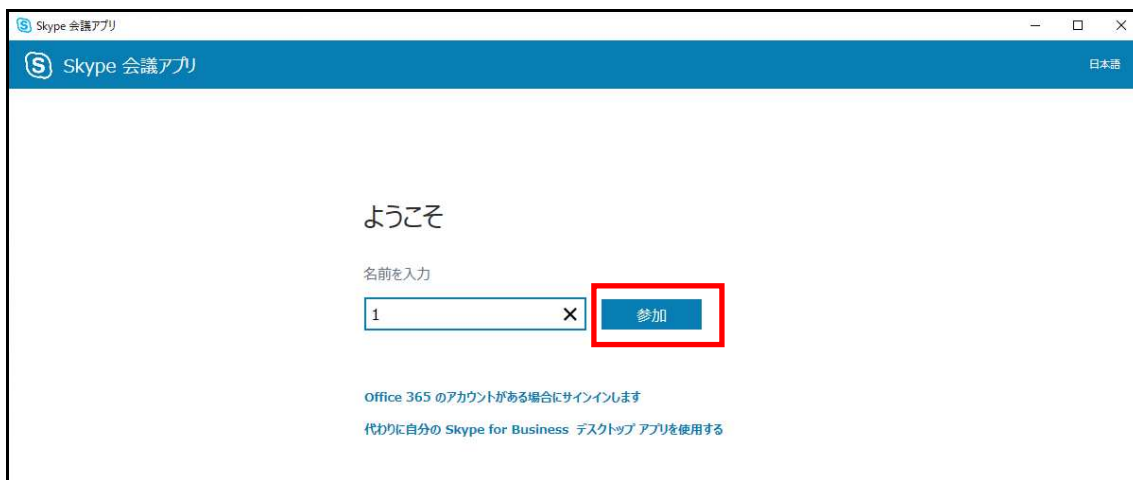 Skype 会議アプリ
Skype 会議アプリ
日本語
ようこそ
名前を入力
1
参加
Office 365 のアカウントがある場合にサインインします
代わりに自分の Skype for Business デスクトップ アプリを使用する